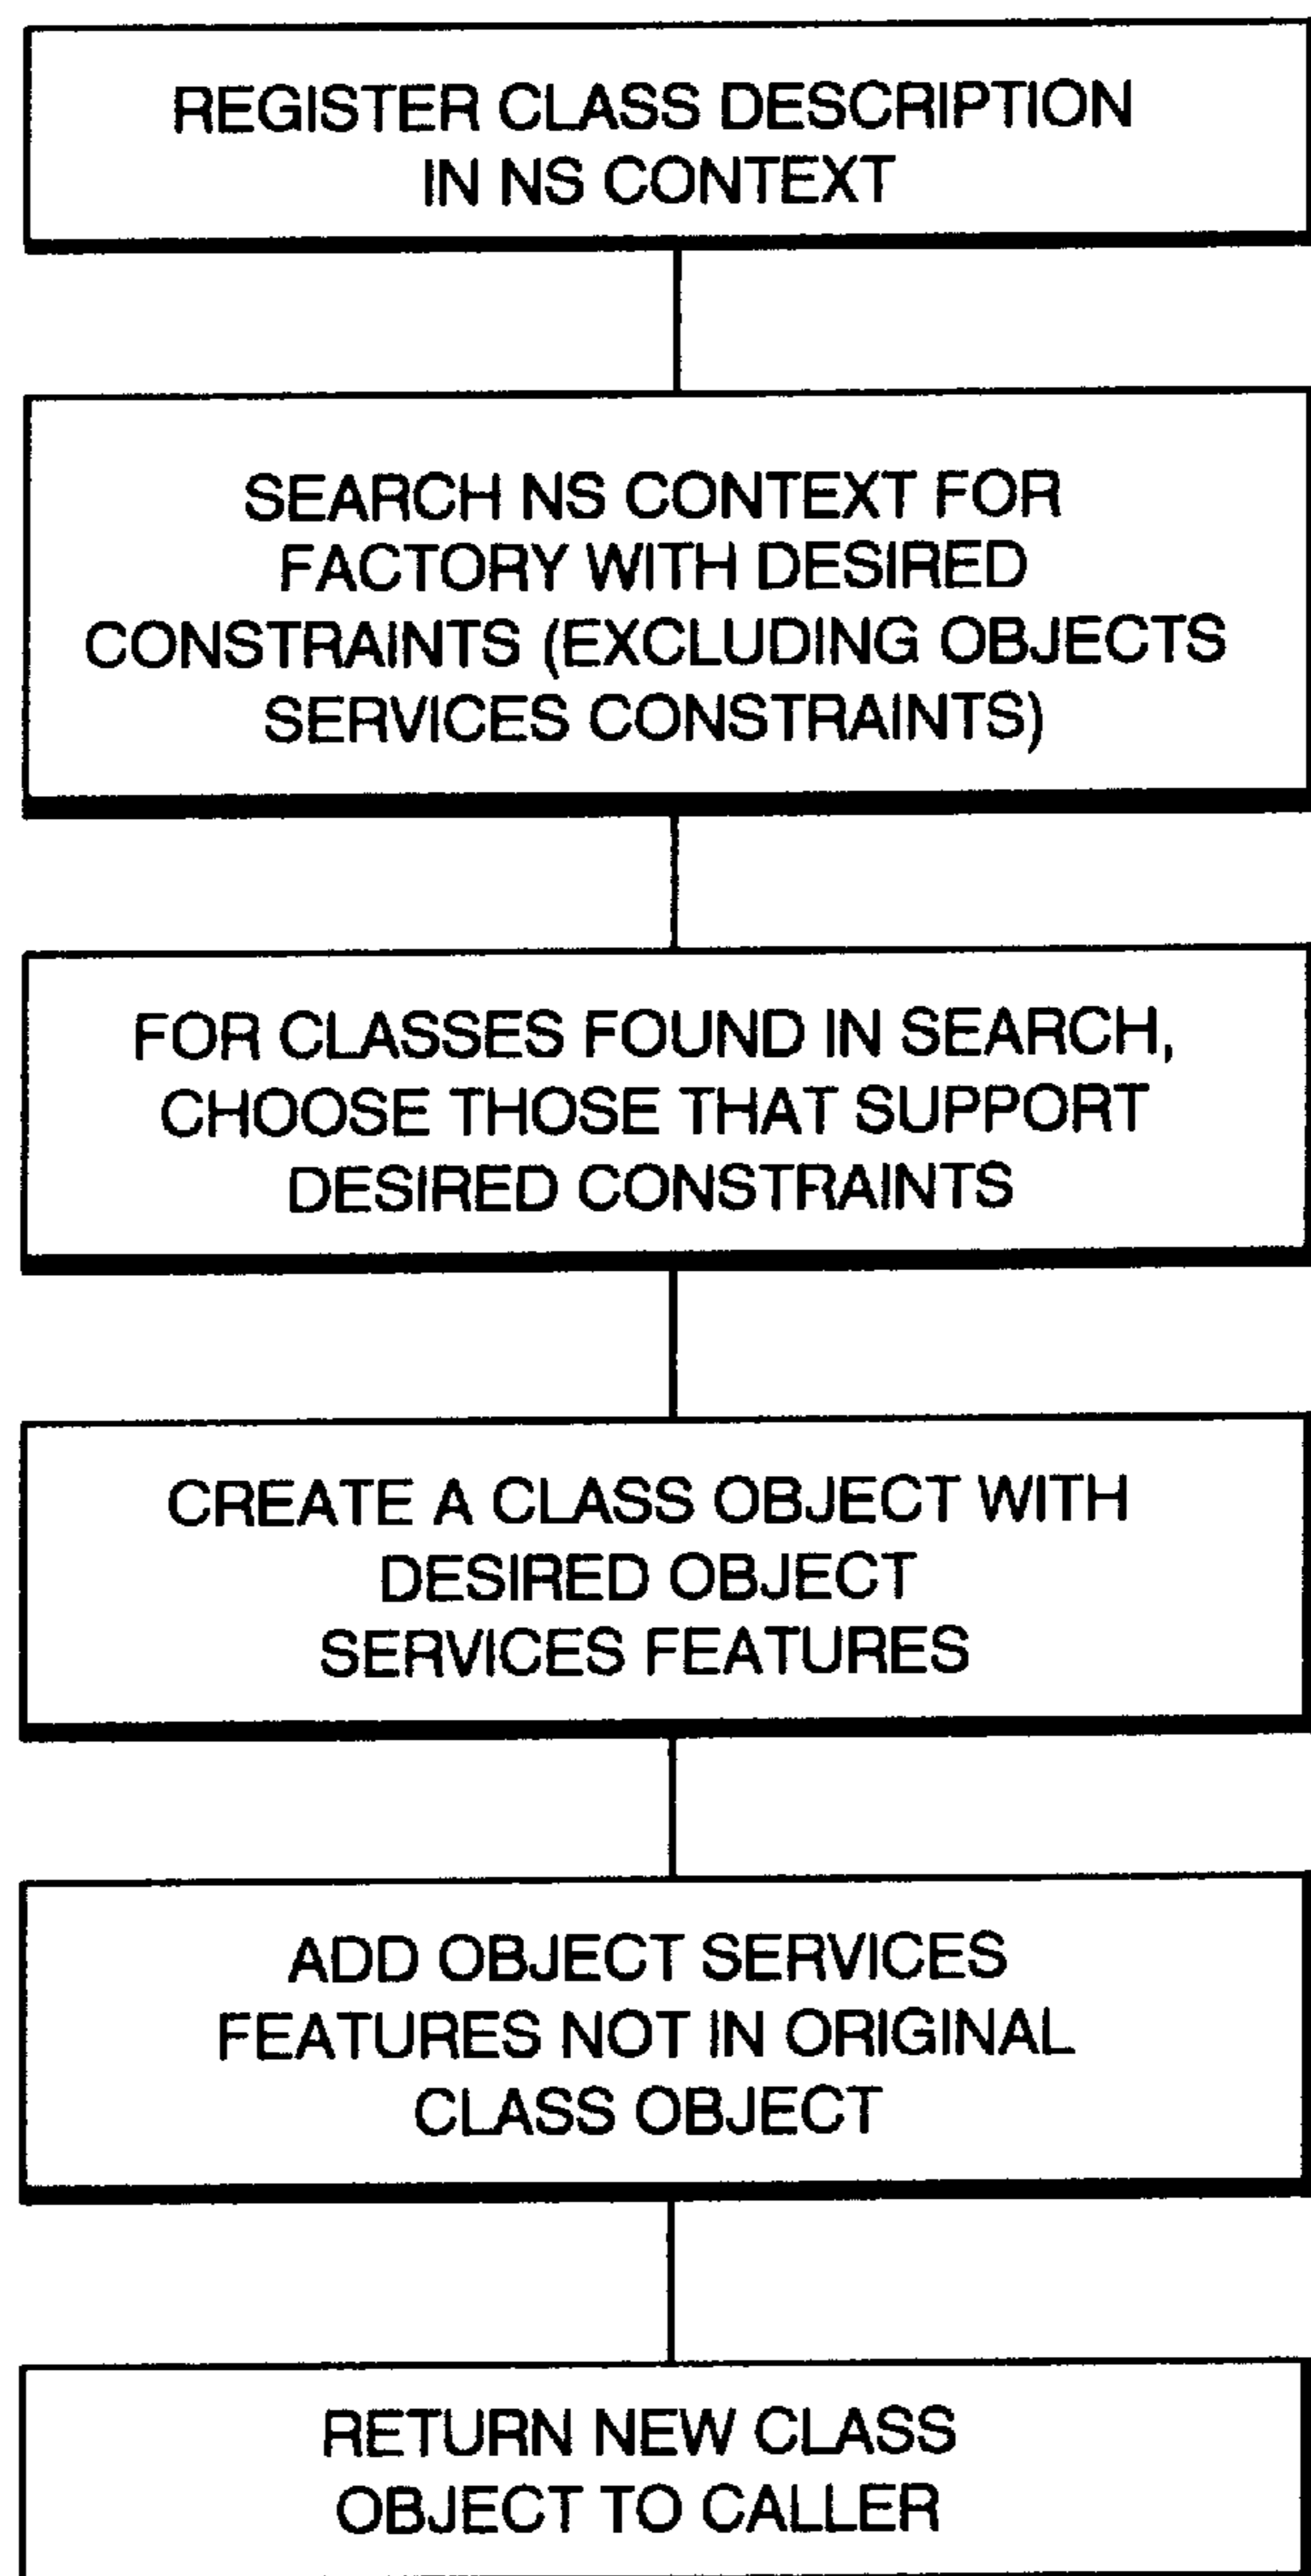 REGISTER CLASS DESCRIPTION
IN NS CONTEXT
SEARCH NS CONTEXT FOR
FACTORY WITH DESIRED
CONSTRAINTS (EXCLUDING OBJECTS
SERVICES CONSTRAINTS)
FOR CLASSES FOUND IN SEARCH,
CHOOSE THOSE THAT SUPPORT
DESIRED CONSTRAINTS
CREATE A CLASS OBJECT WITH
DESIRED OBJECT
SERVICES FEATURES
ADD OBJECT SERVICES
FEATURES NOT IN ORIGINAL
CLASS OBJECT
RETURN NEW CLASS
OBJECT TO CALLER